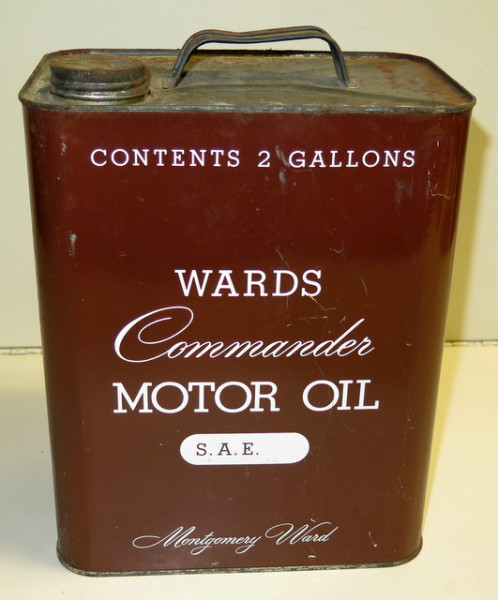 CONTENTS 2 GALLONS
WARDS
Commander
MOTOR OIL
S.A.E.
Montgomery Ward